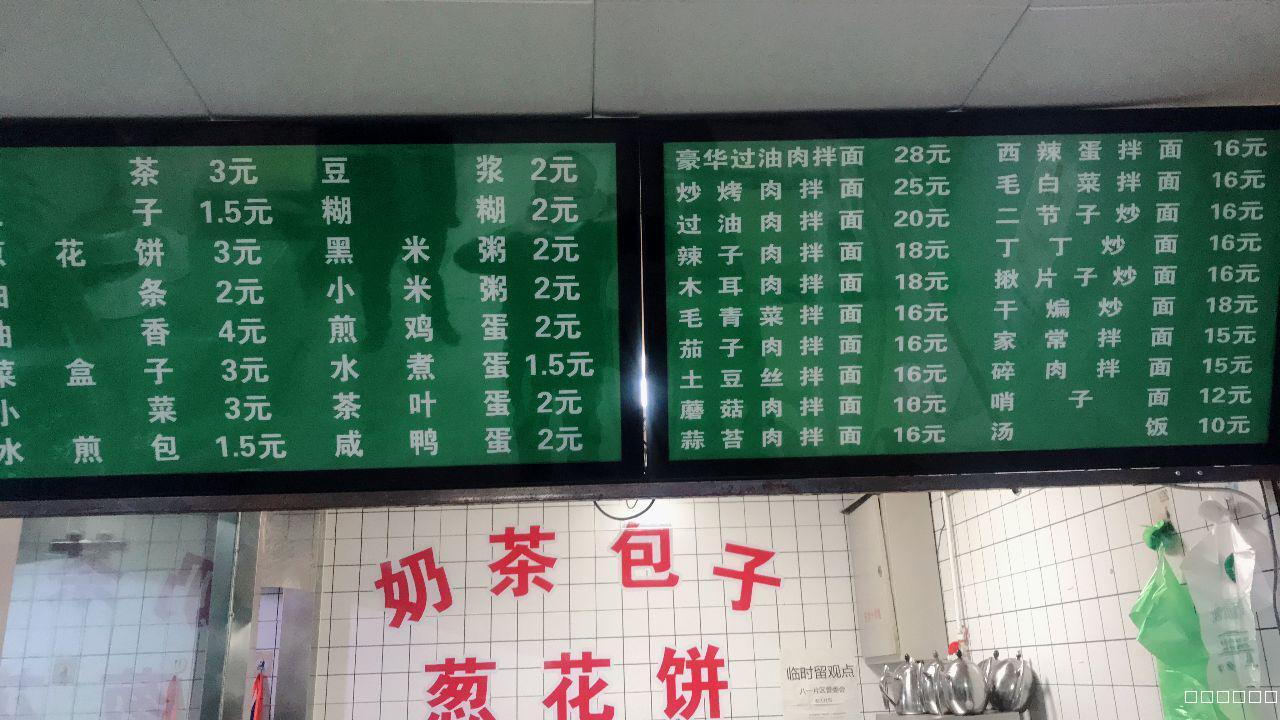 茶 3元 豆浆 2元
子 1.5元 糊糊 2元
花饼 3元 黑米粥 2元
条 2元 小米粥 2元
香 4元 煎鸡蛋 2元
菜盒子 3元 水煮蛋 1.5元
小菜 3元 茶叶蛋 2元
水煎包 1.5元 咸鸭蛋 2元
豪华过油肉拌面 28元 西辣蛋拌面 16元
炒烤肉拌面 25元 毛白菜拌面 16元
过油肉拌面 20元 二节子炒面 16元
辣子肉拌面 18元 丁丁炒面 16元
木耳肉拌面 18元 揪片子炒面 16元
毛青菜拌面 16元 干煸炒面 18元
茄子肉拌面 16元 家常拌面 15元
土豆丝拌面 16元 碎肉拌面 15元
蘑菇肉拌面 16元 哨子面 12元
蒜苔肉拌面 16元 汤饭 10元
奶茶包子
葱花饼
临时留观点
八一片区管委会